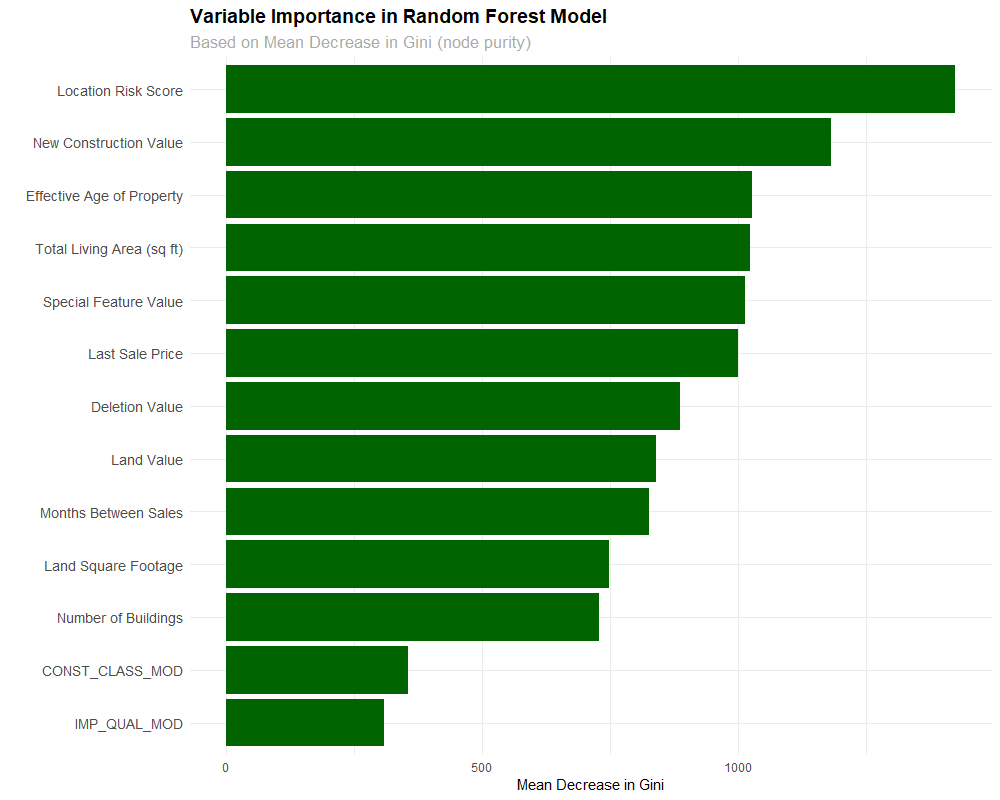 Variable Importance in Random Forest Model
Based on Mean Decrease in Gini (node purity)
Location Risk Score
New Construction Value
Effective Age of Property
Total Living Area (sq ft)
Special Feature Value
Last Sale Price
Deletion Value
Land Value
Months Between Sales
Land Square Footage
Number of Buildings
CONST_CLASS_MOD
IMP_QUAL_MOD
0 500 1000
Mean Decrease in Gini